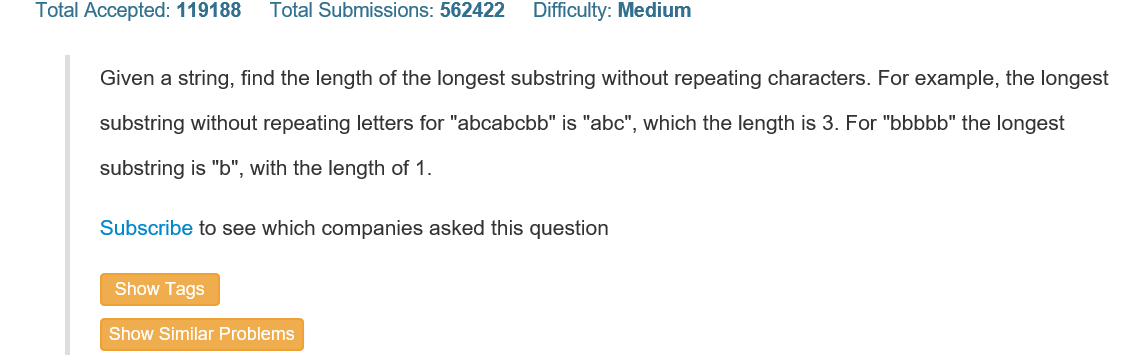 Total Accepted: 119188 Total Submissions: 562422 Difficulty: Medium
Given a string, find the length of the longest substring without repeating characters. For example, the longest
substring without repeating letters for "abcabcbb" is "abc", which the length is 3. For "bbbbb" the longest
substring is "b", with the length of 1.
Subscribe to see which companies asked this question
Show Tags
Show Similar Problems